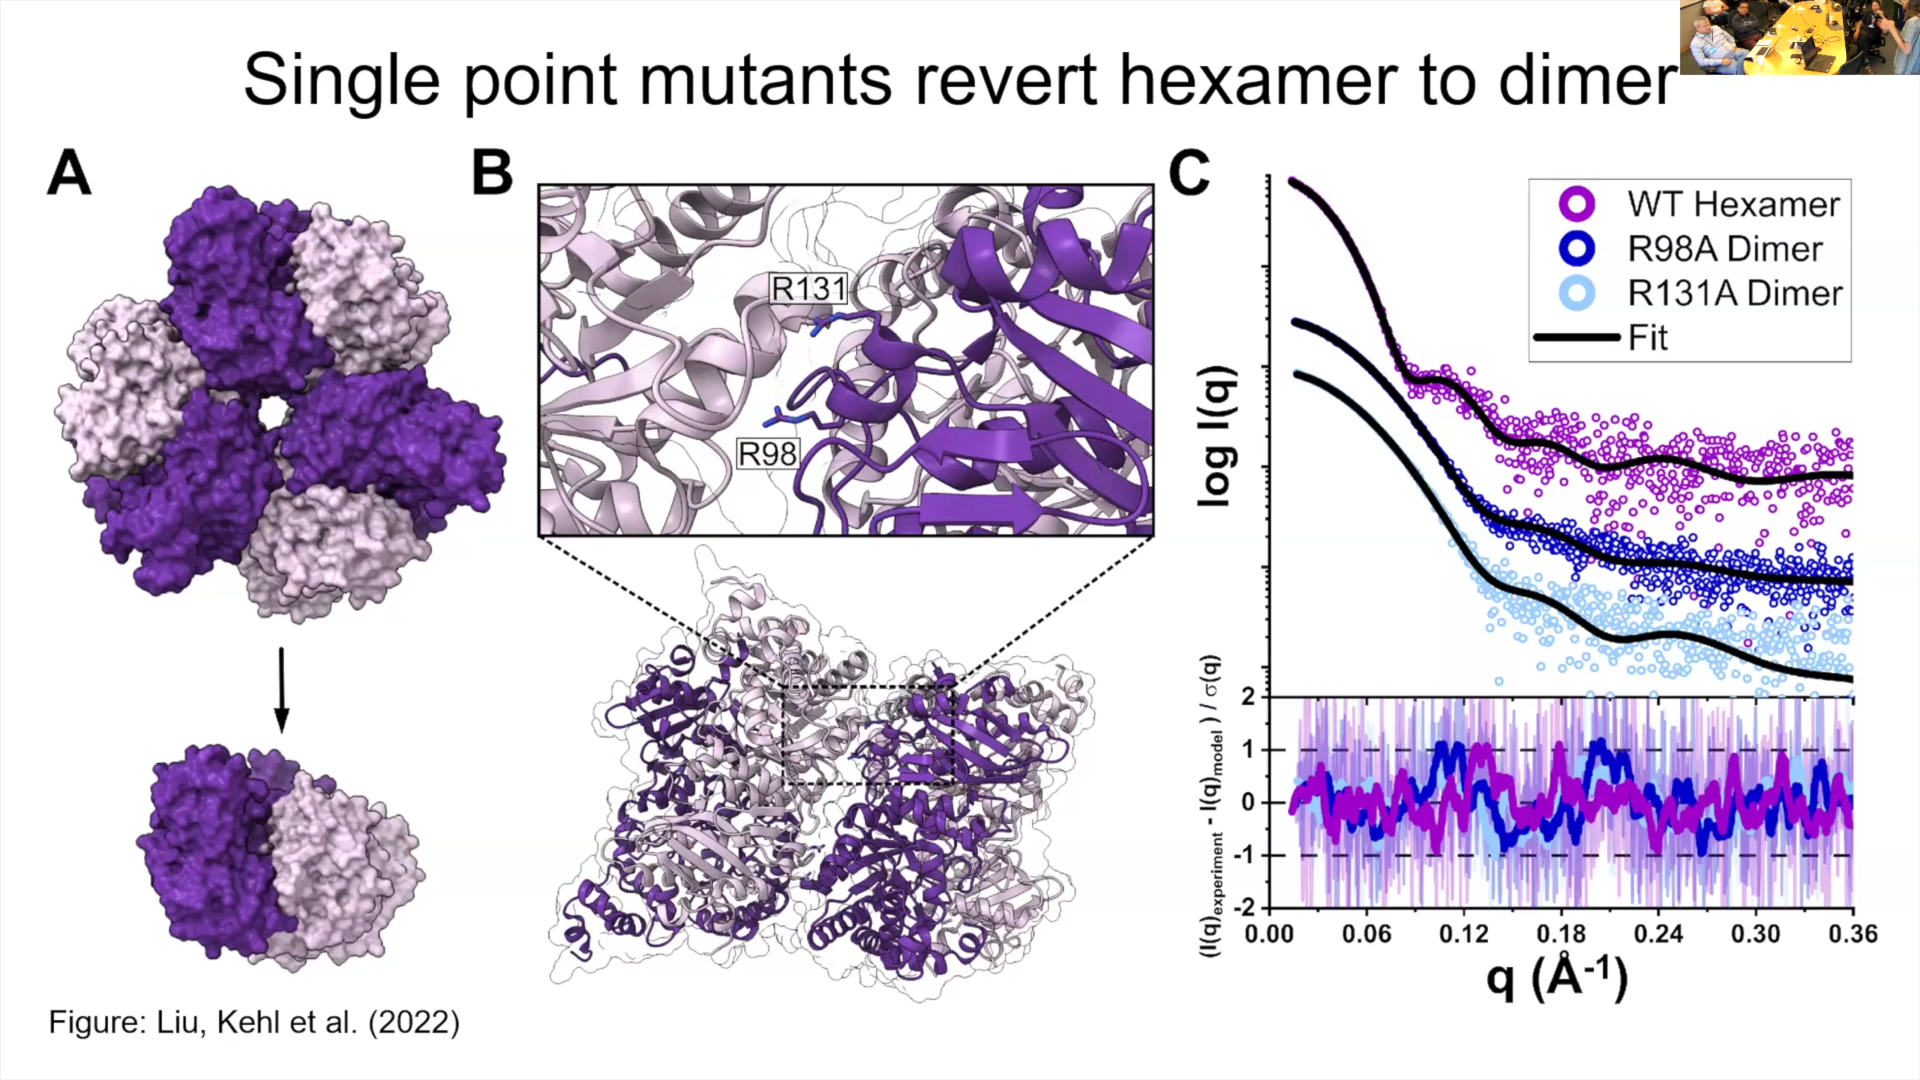 Single point mutants revert hexamer to dimer
A
B
C
R131
R98
WT Hexamer
R98A Dimer
R131A Dimer
Fit
log I(q)
(I(q)experiment - I(q)model ) / σ(q)
2
1
0
-1
-2
0.00 0.06 0.12 0.18 0.24 0.30 0.36
q (Å-1)
Figure: Liu, Kehl et al. (2022)